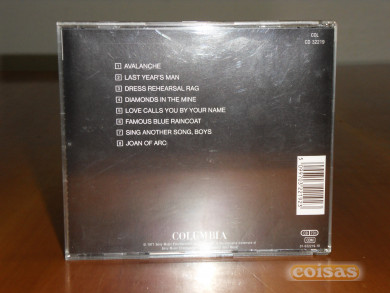 COL
CD 32219
1 AVALANCHE
2 LAST YEAR'S MAN
3 DRESS REHEARSAL RAG
4 DIAMONDS IN THE MINE
5 LOVE CALLS YOU BY YOUR NAME
6 FAMOUS BLUE RAINCOAT
7 SING ANOTHER SONG, BOYS
8 JOAN OF ARC
COLUMBIA
coisas